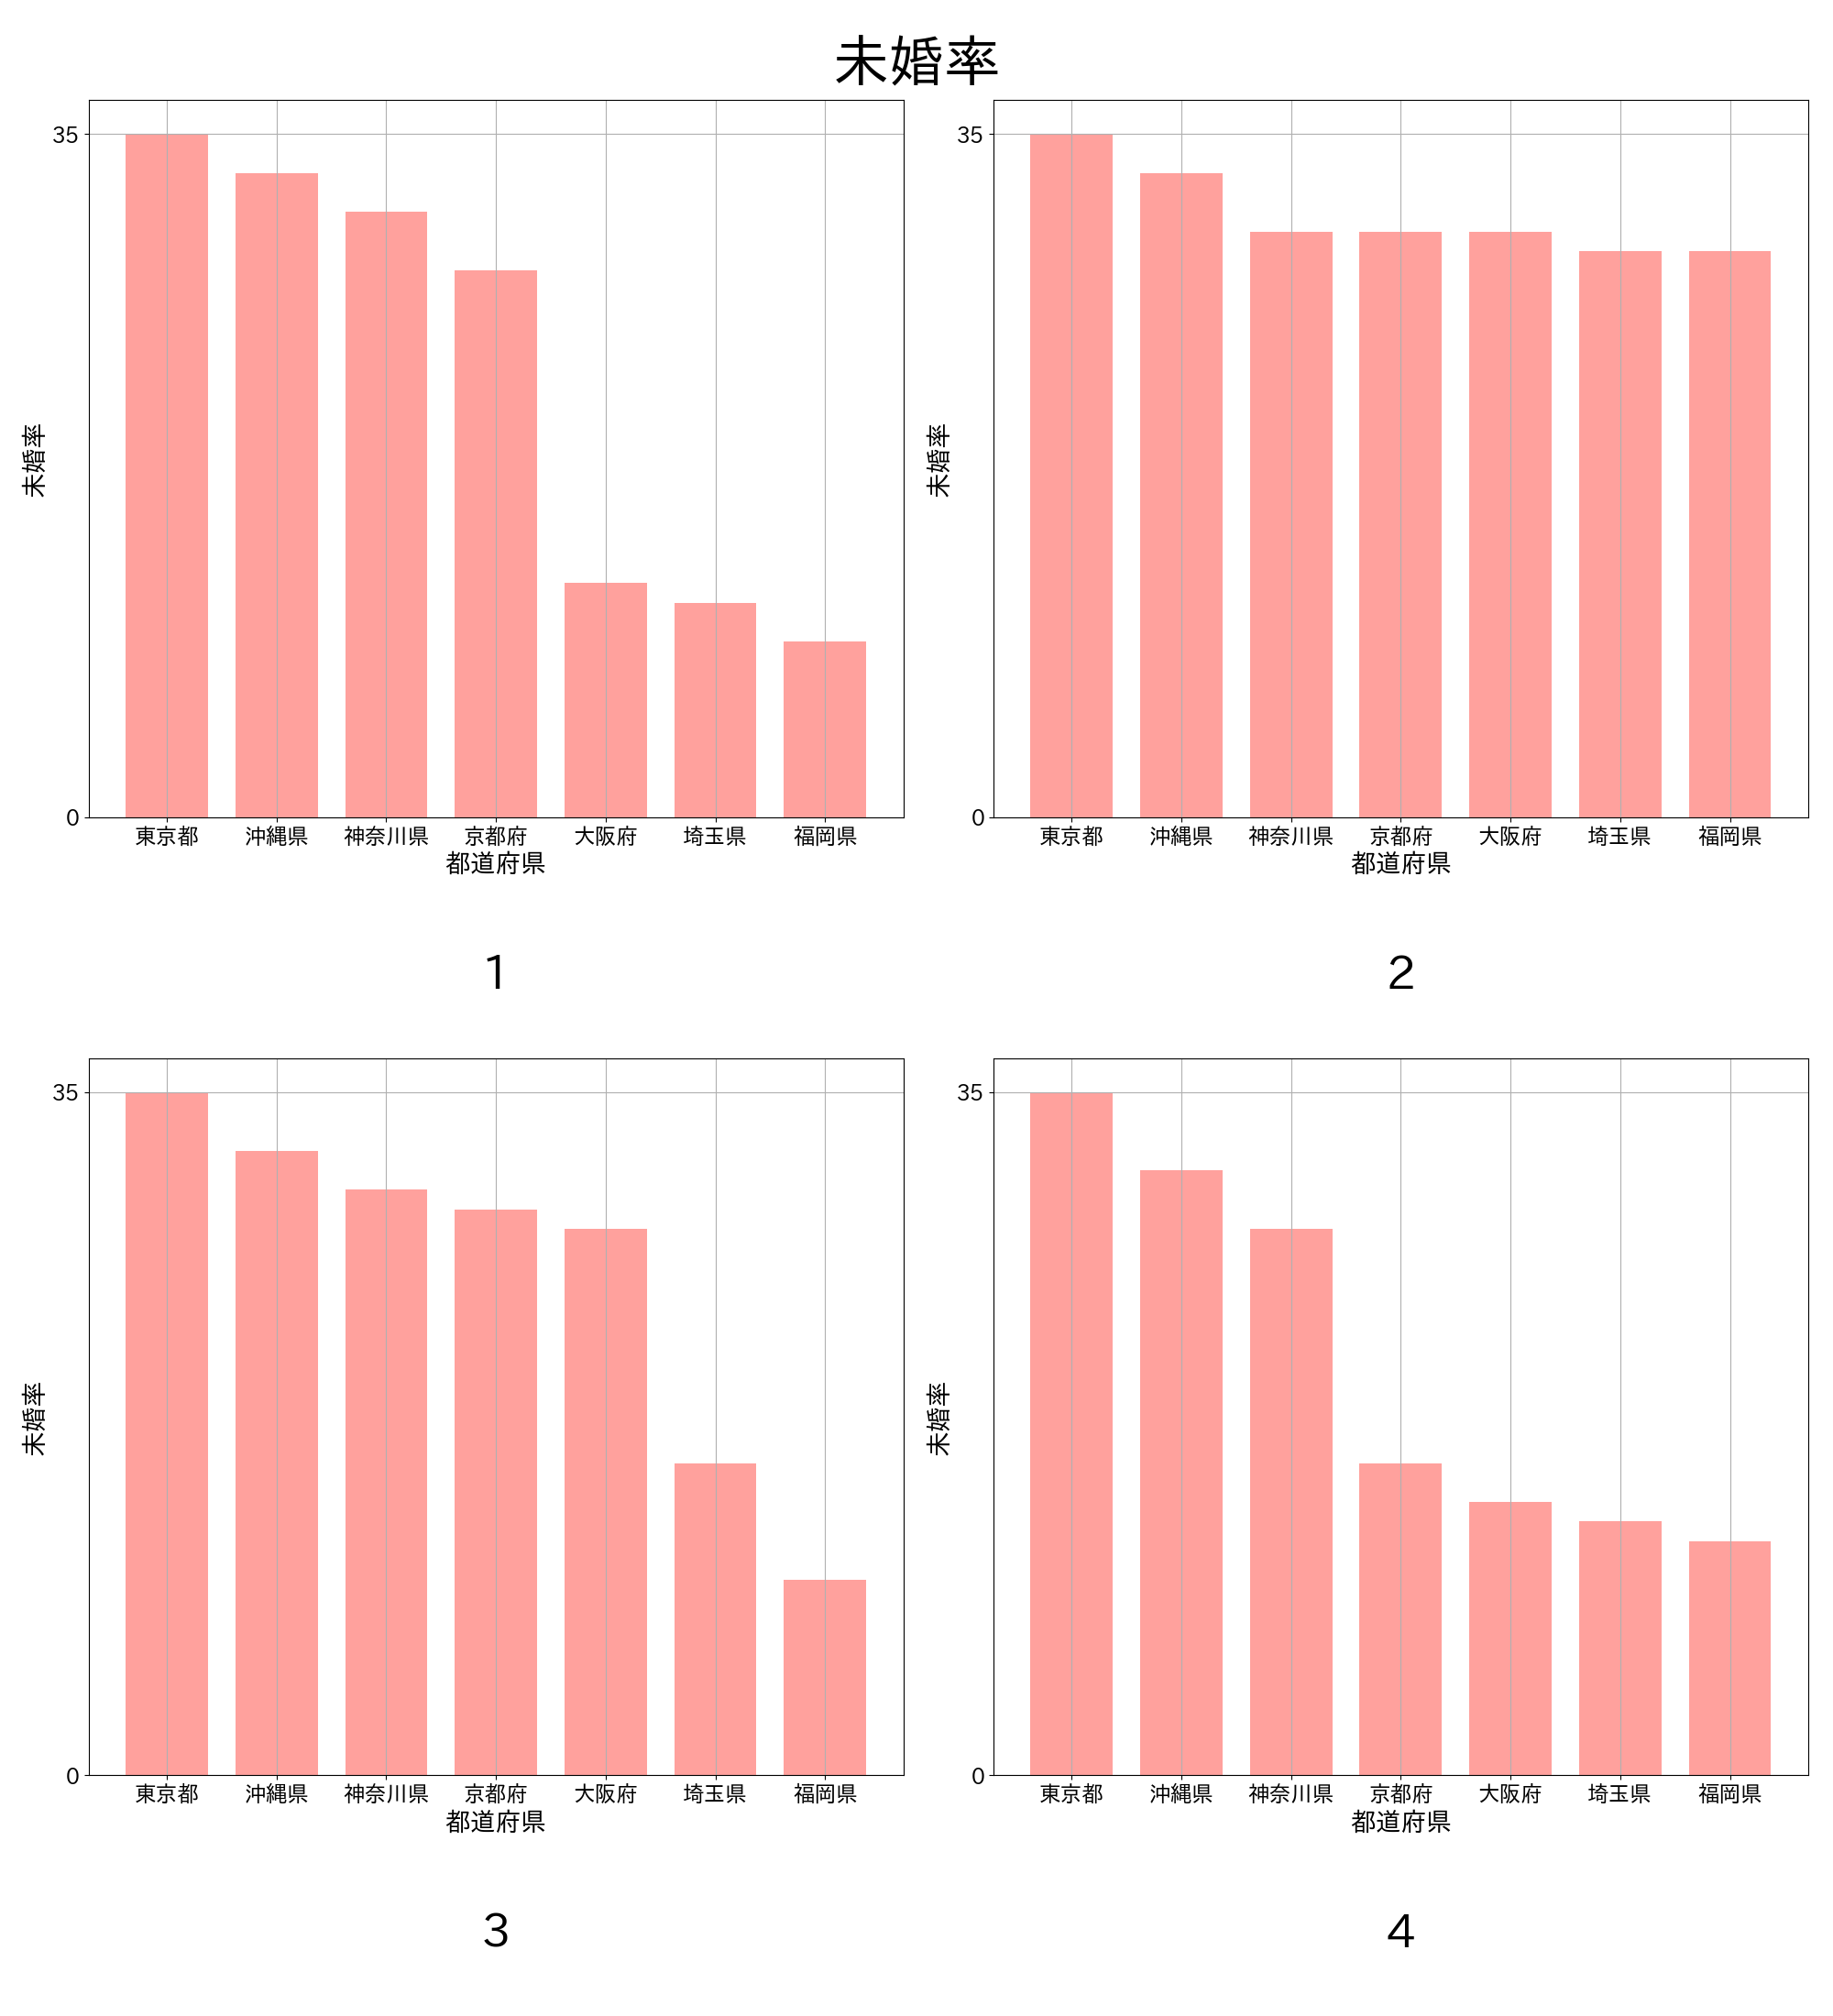 未婚率
35
0
未婚率
東京都 沖縄県 神奈川県 京都府 大阪府 埼玉県 福岡県
都道府県
1
35
0
未婚率
東京都 沖縄県 神奈川県 京都府 大阪府 埼玉県 福岡県
都道府県
2
35
0
未婚率
東京都 沖縄県 神奈川県 京都府 大阪府 埼玉県 福岡県
都道府県
3
35
0
未婚率
東京都 沖縄県 神奈川県 京都府 大阪府 埼玉県 福岡県
都道府県
4